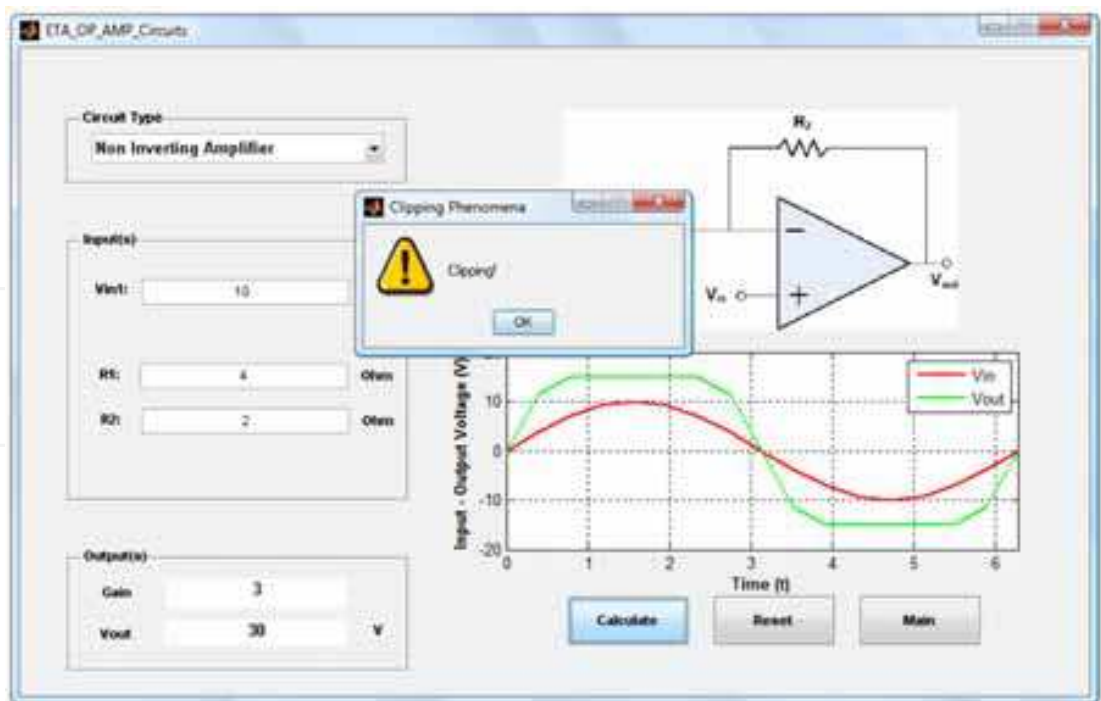 ETA_OP_AMP_Circuits
Circuit Type
Non Inverting Amplifier
Input(s)
Vin1:
10
R1:
4
Ohm
R2:
2
Ohm
Output(s)
Gain
3
Vout
30
V
Clipping Phenomena
Clipping!
OK
R₂
Vᵢₙ
Vₒᵤₜ
Input - Output Voltage (V)
10
0
-10
-20
0 1 2 3 4 5 6
Time (t)
Vin
Vout
Calculate
Reset
Main